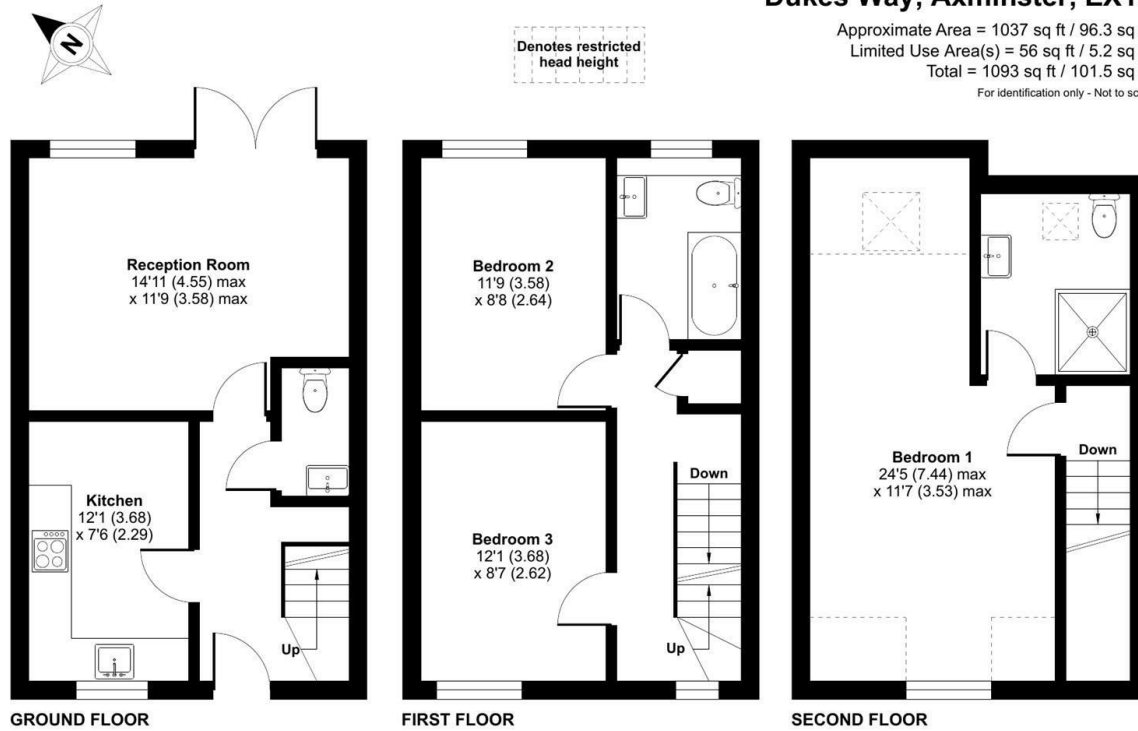 Dukes Way, Axminster, EX1
Approximate Area = 1037 sq ft / 96.3 sq
Limited Use Area(s) = 56 sq ft / 5.2 sq
Total = 1093 sq ft / 101.5 sq
For identification only - Not to sc
N
Denotes restricted
head height
Reception Room
14'11 (4.55) max
x 11'9 (3.58) max
Kitchen
12'1 (3.68)
x 7'6 (2.29)
Up
GROUND FLOOR
Bedroom 2
11'9 (3.58)
x 8'8 (2.64)
Bedroom 3
12'1 (3.68)
x 8'7 (2.62)
Down
Up
FIRST FLOOR
Bedroom 1
24'5 (7.44) max
x 11'7 (3.53) max
Down
SECOND FLOOR